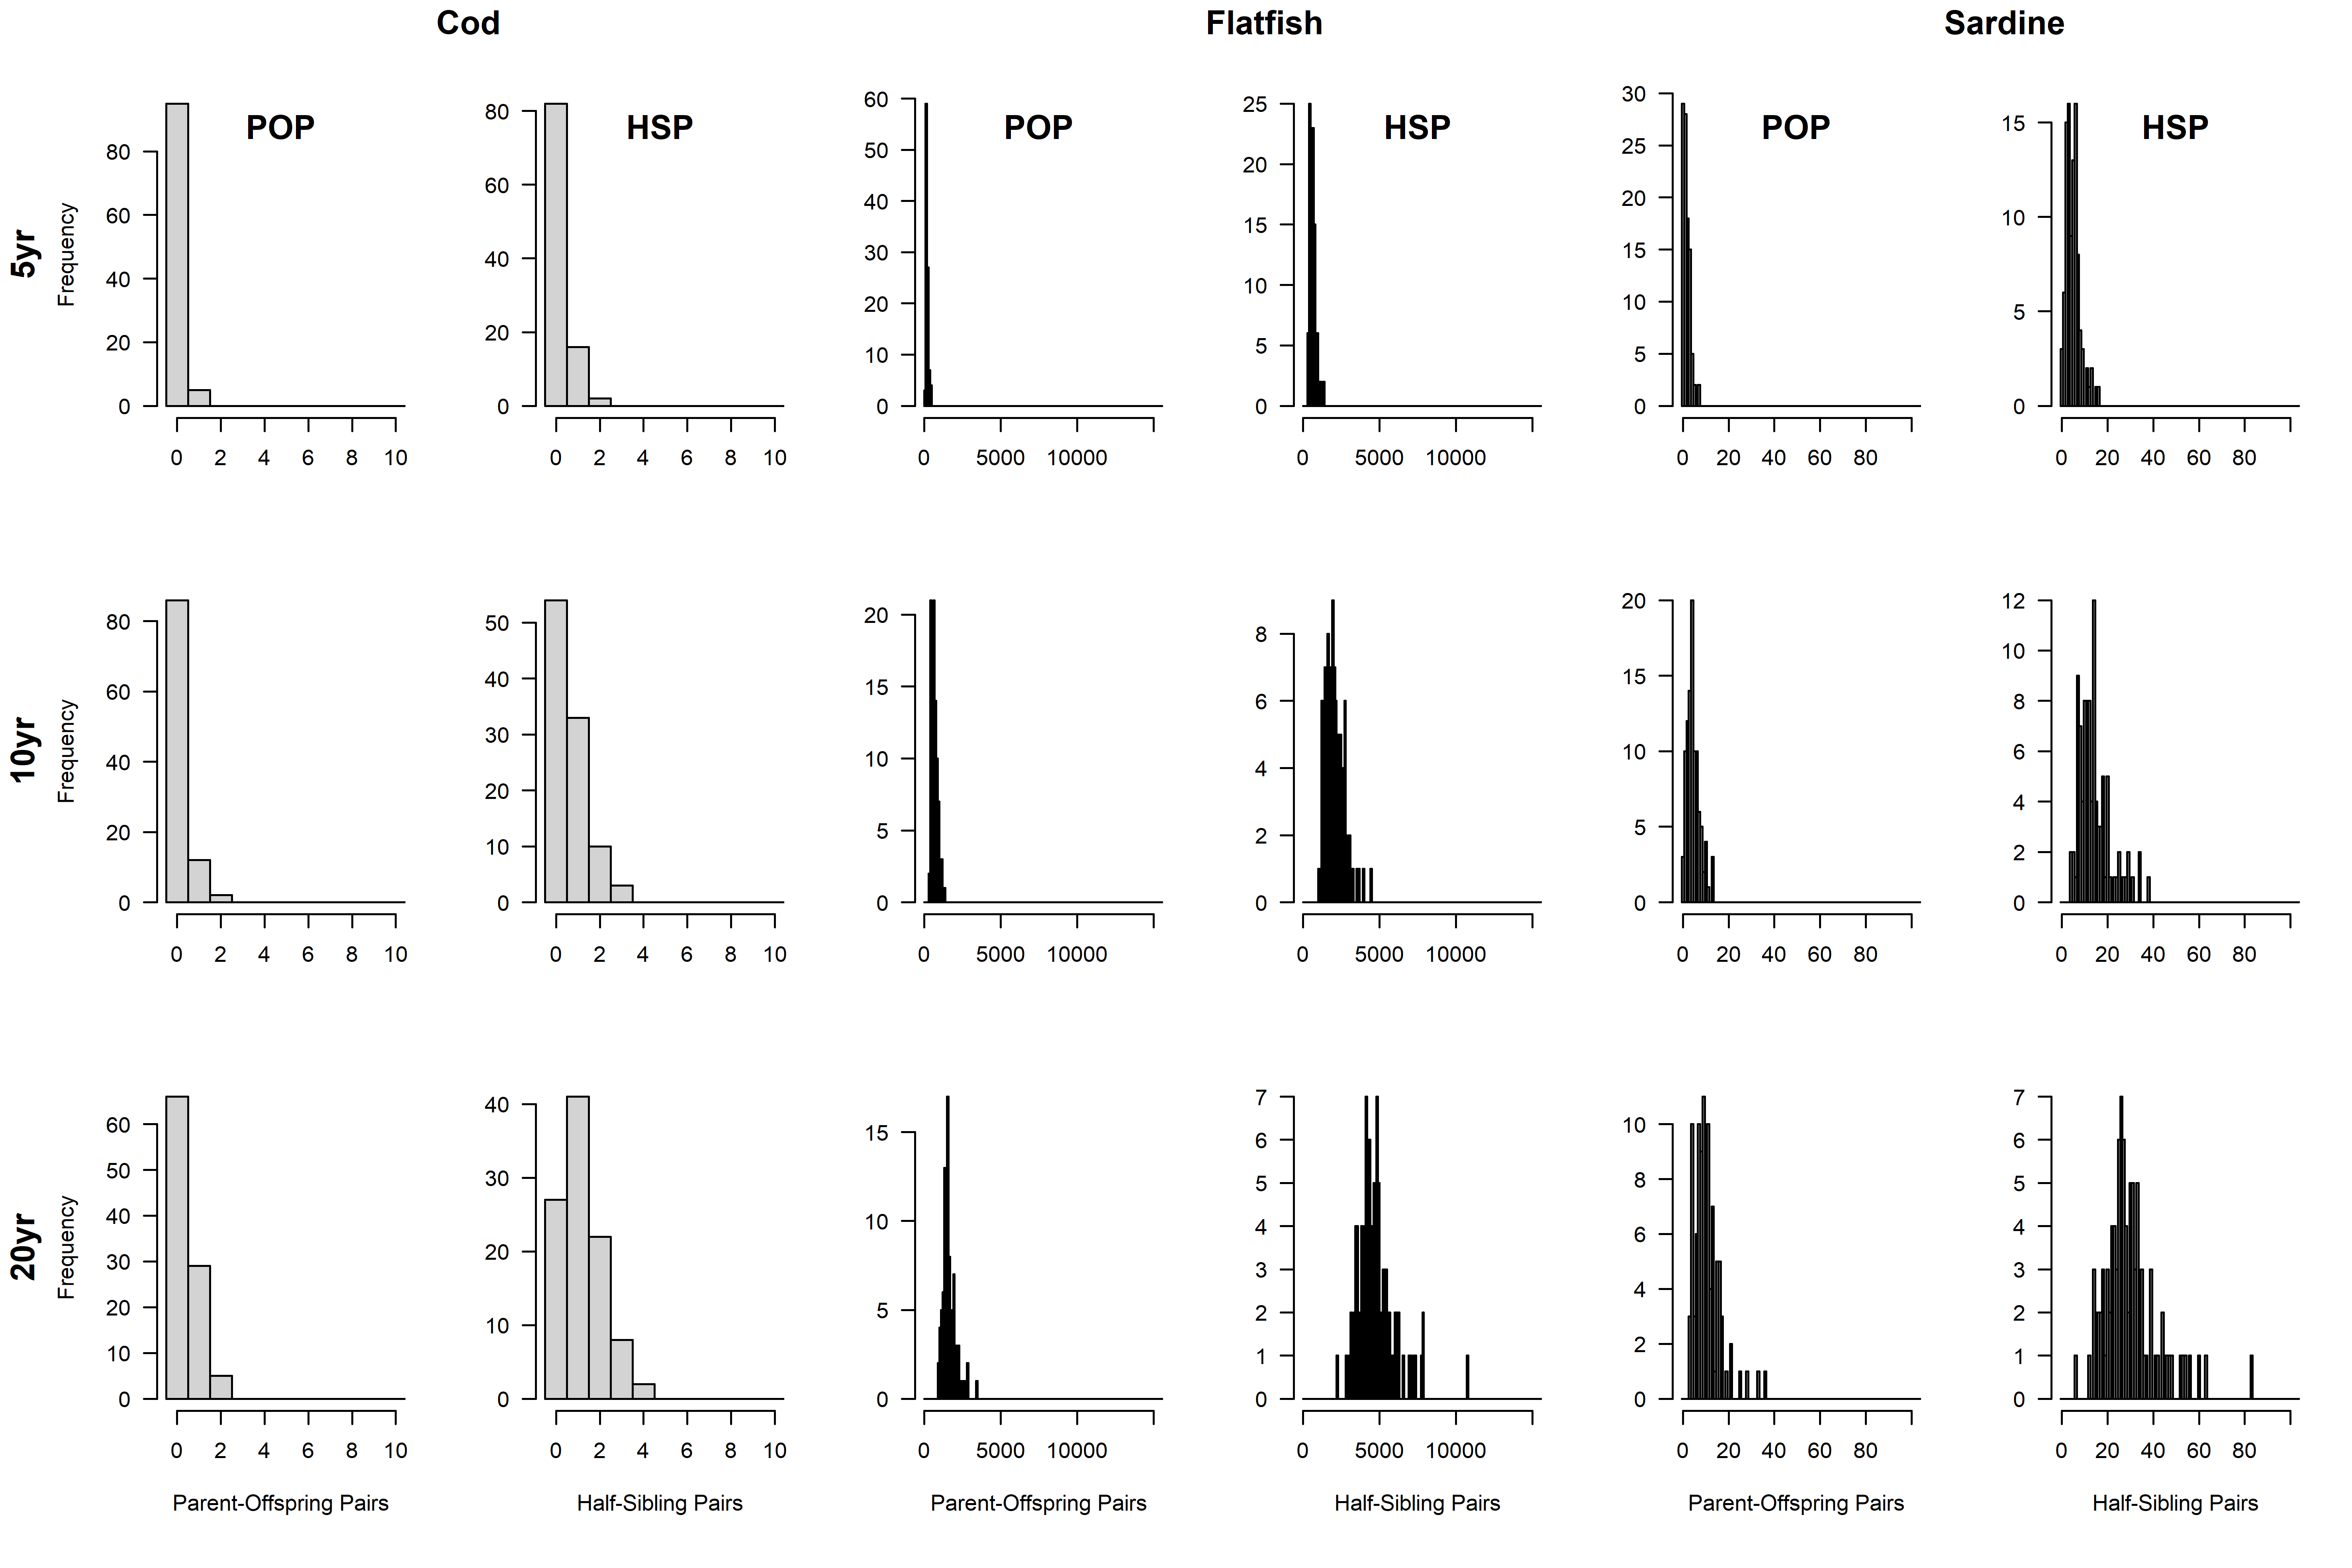 Cod Flatfish Sardine
POP HSP POP HSP POP HSP
5yr
Frequency
0 20 40 60 80
0 20 40 60 80
0 10 20 30 40 50 60
0 5 10 15 20 25
0 5 10 15 20 25 30
0 5 10 15
0 2 4 6 8 10
0 2 4 6 8 10
0 5000 10000
0 5000 10000
0 20 40 60 80
0 20 40 60 80
10yr
Frequency
0 20 40 60 80
0 10 20 30 40 50
0 5 10 15 20
0 2 4 6 8
0 5 10 15 20
0 2 4 6 8 10 12
0 2 4 6 8 10
0 2 4 6 8 10
0 5000 10000
0 5000 10000
0 20 40 60 80
0 20 40 60 80
20yr
Frequency
0 10 20 30 40 50 60
0 10 20 30 40
0 5 10 15
0 1 2 3 4 5 6 7
0 2 4 6 8 10
0 1 2 3 4 5 6 7
0 2 4 6 8 10
0 2 4 6 8 10
0 5000 10000
0 5000 10000
0 20 40 60 80
0 20 40 60 80
Parent-Offspring Pairs
Half-Sibling Pairs
Parent-Offspring Pairs
Half-Sibling Pairs
Parent-Offspring Pairs
Half-Sibling Pairs